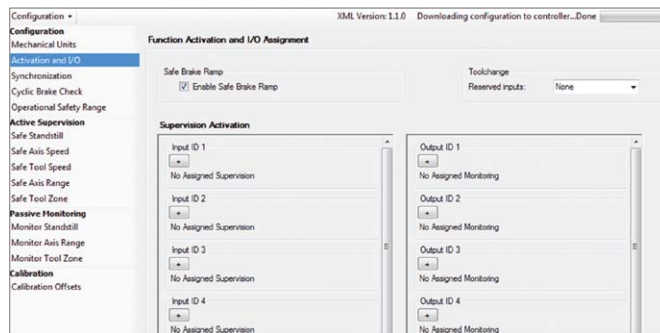 Configuration
XML Version: 1.1.0 Downloading configuration to controller...Done
Configuration
Mechanical Units
Activation and I/O
Synchronization
Cyclic Brake Check
Operational Safety Range
Active Supervision
Safe Standstill
Safe Axis Speed
Safe Tool Speed
Safe Axis Range
Safe Tool Zone
Passive Monitoring
Monitor Standstill
Monitor Axis Range
Monitor Tool Zone
Calibration
Calibration Offsets
Function Activation and I/O Assignment
Safe Brake Ramp
Enable Safe Brake Ramp
Toolchange
Reserved inputs: None
Supervision Activation
Input ID 1
+
No Assigned Supervision
Input ID 2
+
No Assigned Supervision
Input ID 3
+
No Assigned Supervision
Input ID 4
+
No Assigned Supervision
Output ID 1
+
No Assigned Monitoring
Output ID 2
+
No Assigned Monitoring
Output ID 3
+
No Assigned Monitoring
Output ID 4
+
No Assigned Monitoring